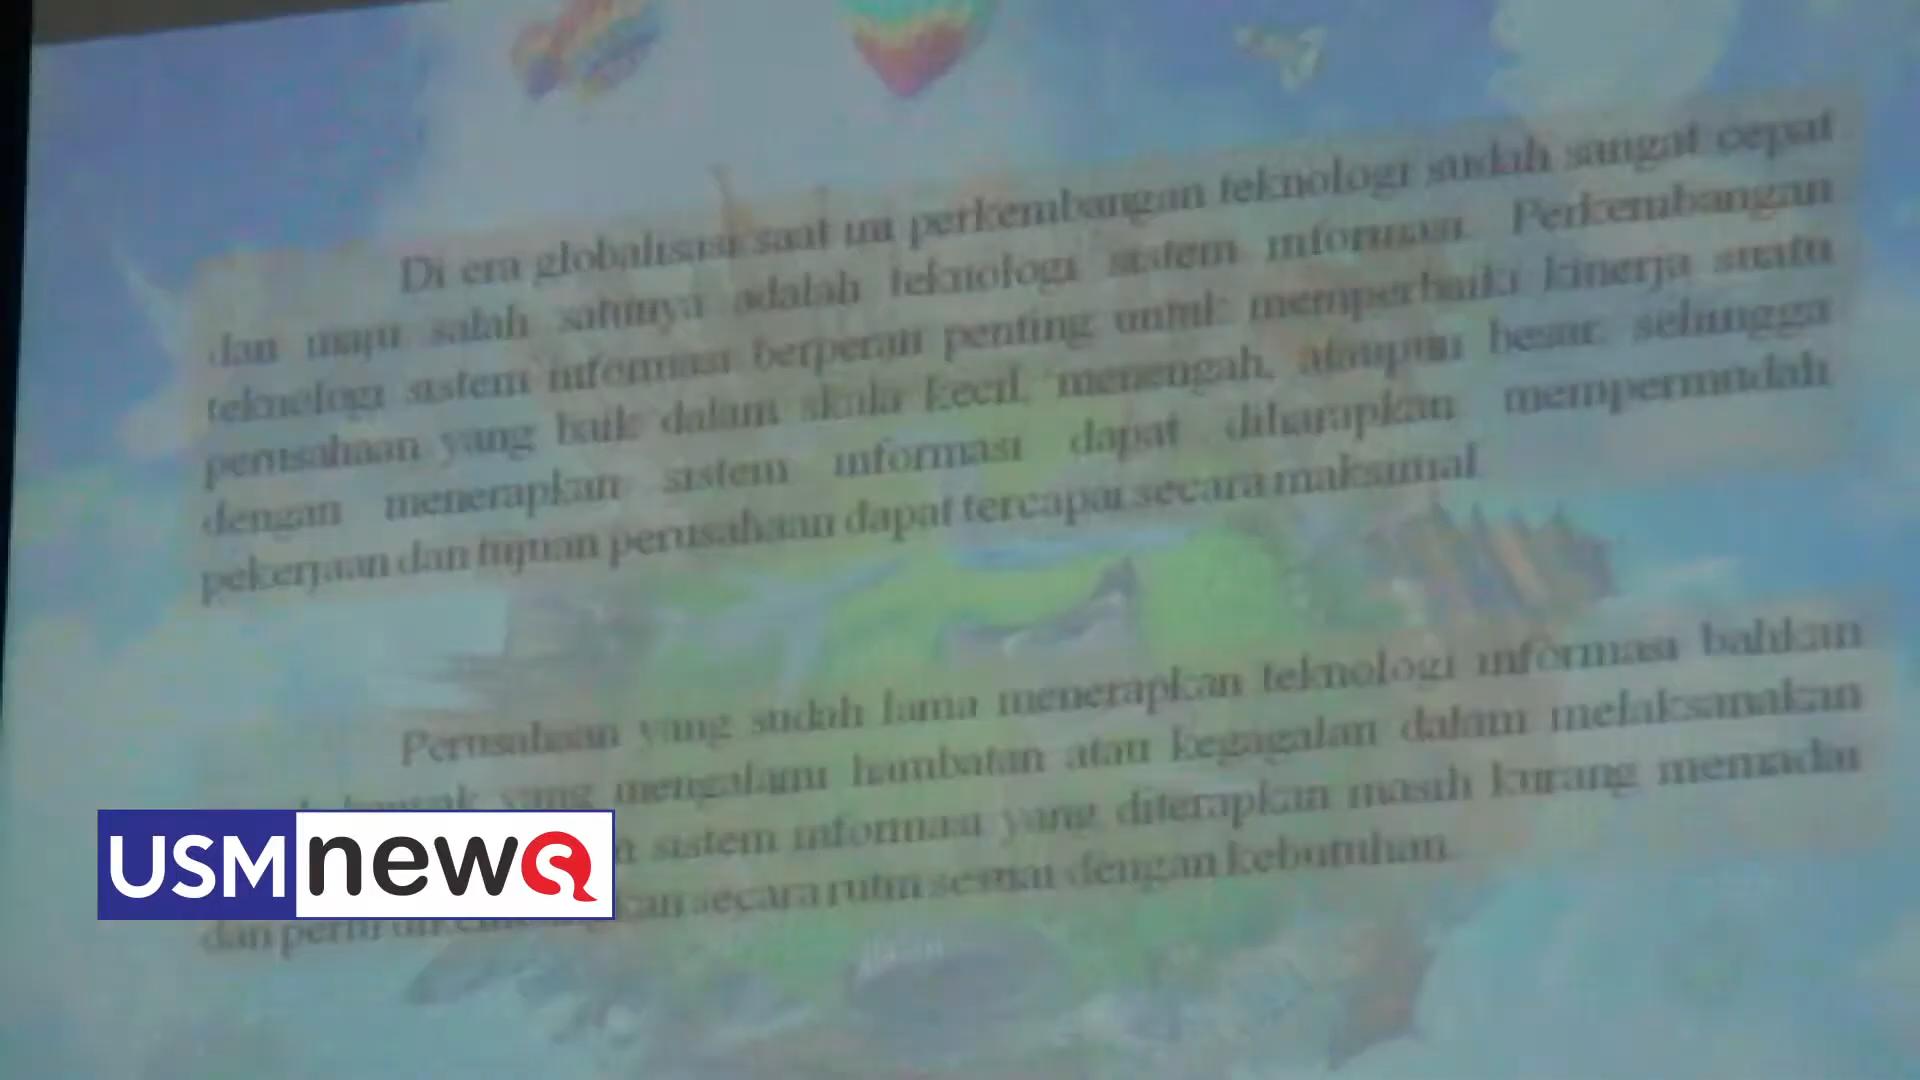 Di era globalisasi saat ini perkembangan teknologi sudah sangat cepat
dan maju salah satunya adalah teknologi sistem informasi. Perkembangan
teknologi sistem informasi berperan penting untuk memperbaiki kinerja suatu
perusahaan yang baik dalam skala kecil, menengah, ataupun besar, sehingga
dengan menerapkan sistem informasi dapat diharapkan mempermudah
pekerjaan dan tujuan perusahaan dapat tercapai secara maksimal.
Perusahaan yang sudah lama menerapkan teknologi informasi bahkan
yang mengalami hambatan atau kegagalan dalam melaksanakan
sistem informasi yang diterapkan masih kurang memadai
dan perlu secara rutin sesuai dengan kebutuhan.
USM news